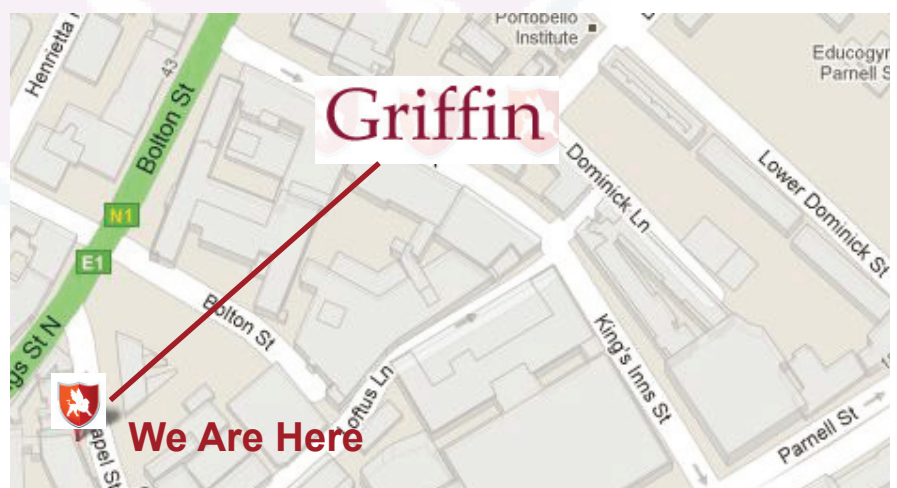 Portobello
Institute
Educogyn
Parnell S
Henrietta
43
Bolton St
Griffin
Dominick Ln
Lower Dominick St
N1
E1
Bolton St
King's Inns St
gs St N
Loftus Ln
We Are Here
apel St
Parnell St